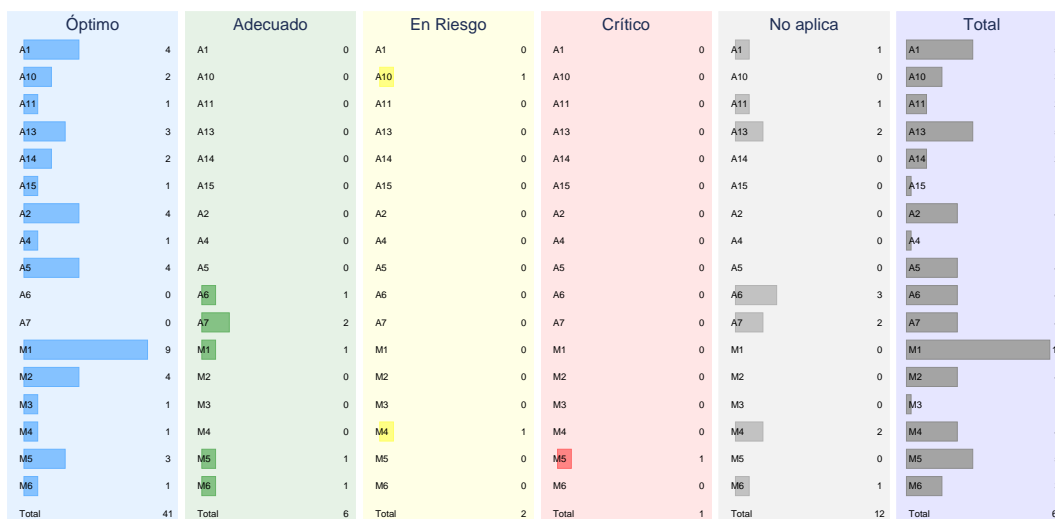 Óptimo Adecuado En Riesgo Crítico No aplica Total
A1 4 A1 0 A1 0 A1 0 A1 1 A1
A10 2 A10 0 A10 1 A10 0 A10 0 A10
A11 1 A11 0 A11 0 A11 0 A11 1 A11
A13 3 A13 0 A13 0 A13 0 A13 2 A13
A14 2 A14 0 A14 0 A14 0 A14 0 A14
A15 1 A15 0 A15 0 A15 0 A15 0 A15
A2 4 A2 0 A2 0 A2 0 A2 0 A2
A4 1 A4 0 A4 0 A4 0 A4 0 A4
A5 4 A5 0 A5 0 A5 0 A5 0 A5
A6 0 A6 1 A6 0 A6 0 A6 3 A6
A7 0 A7 2 A7 0 A7 0 A7 2 A7
M1 9 M1 1 M1 0 M1 0 M1 0 M1 1
M2 4 M2 0 M2 0 M2 0 M2 0 M2
M3 1 M3 0 M3 0 M3 0 M3 0 M3
M4 1 M4 0 M4 1 M4 0 M4 2 M4
M5 3 M5 1 M5 0 M5 1 M5 0 M5
M6 1 M6 1 M6 0 M6 0 M6 1 M6
Total 41 Total 6 Total 2 Total 1 Total 12 Total 6